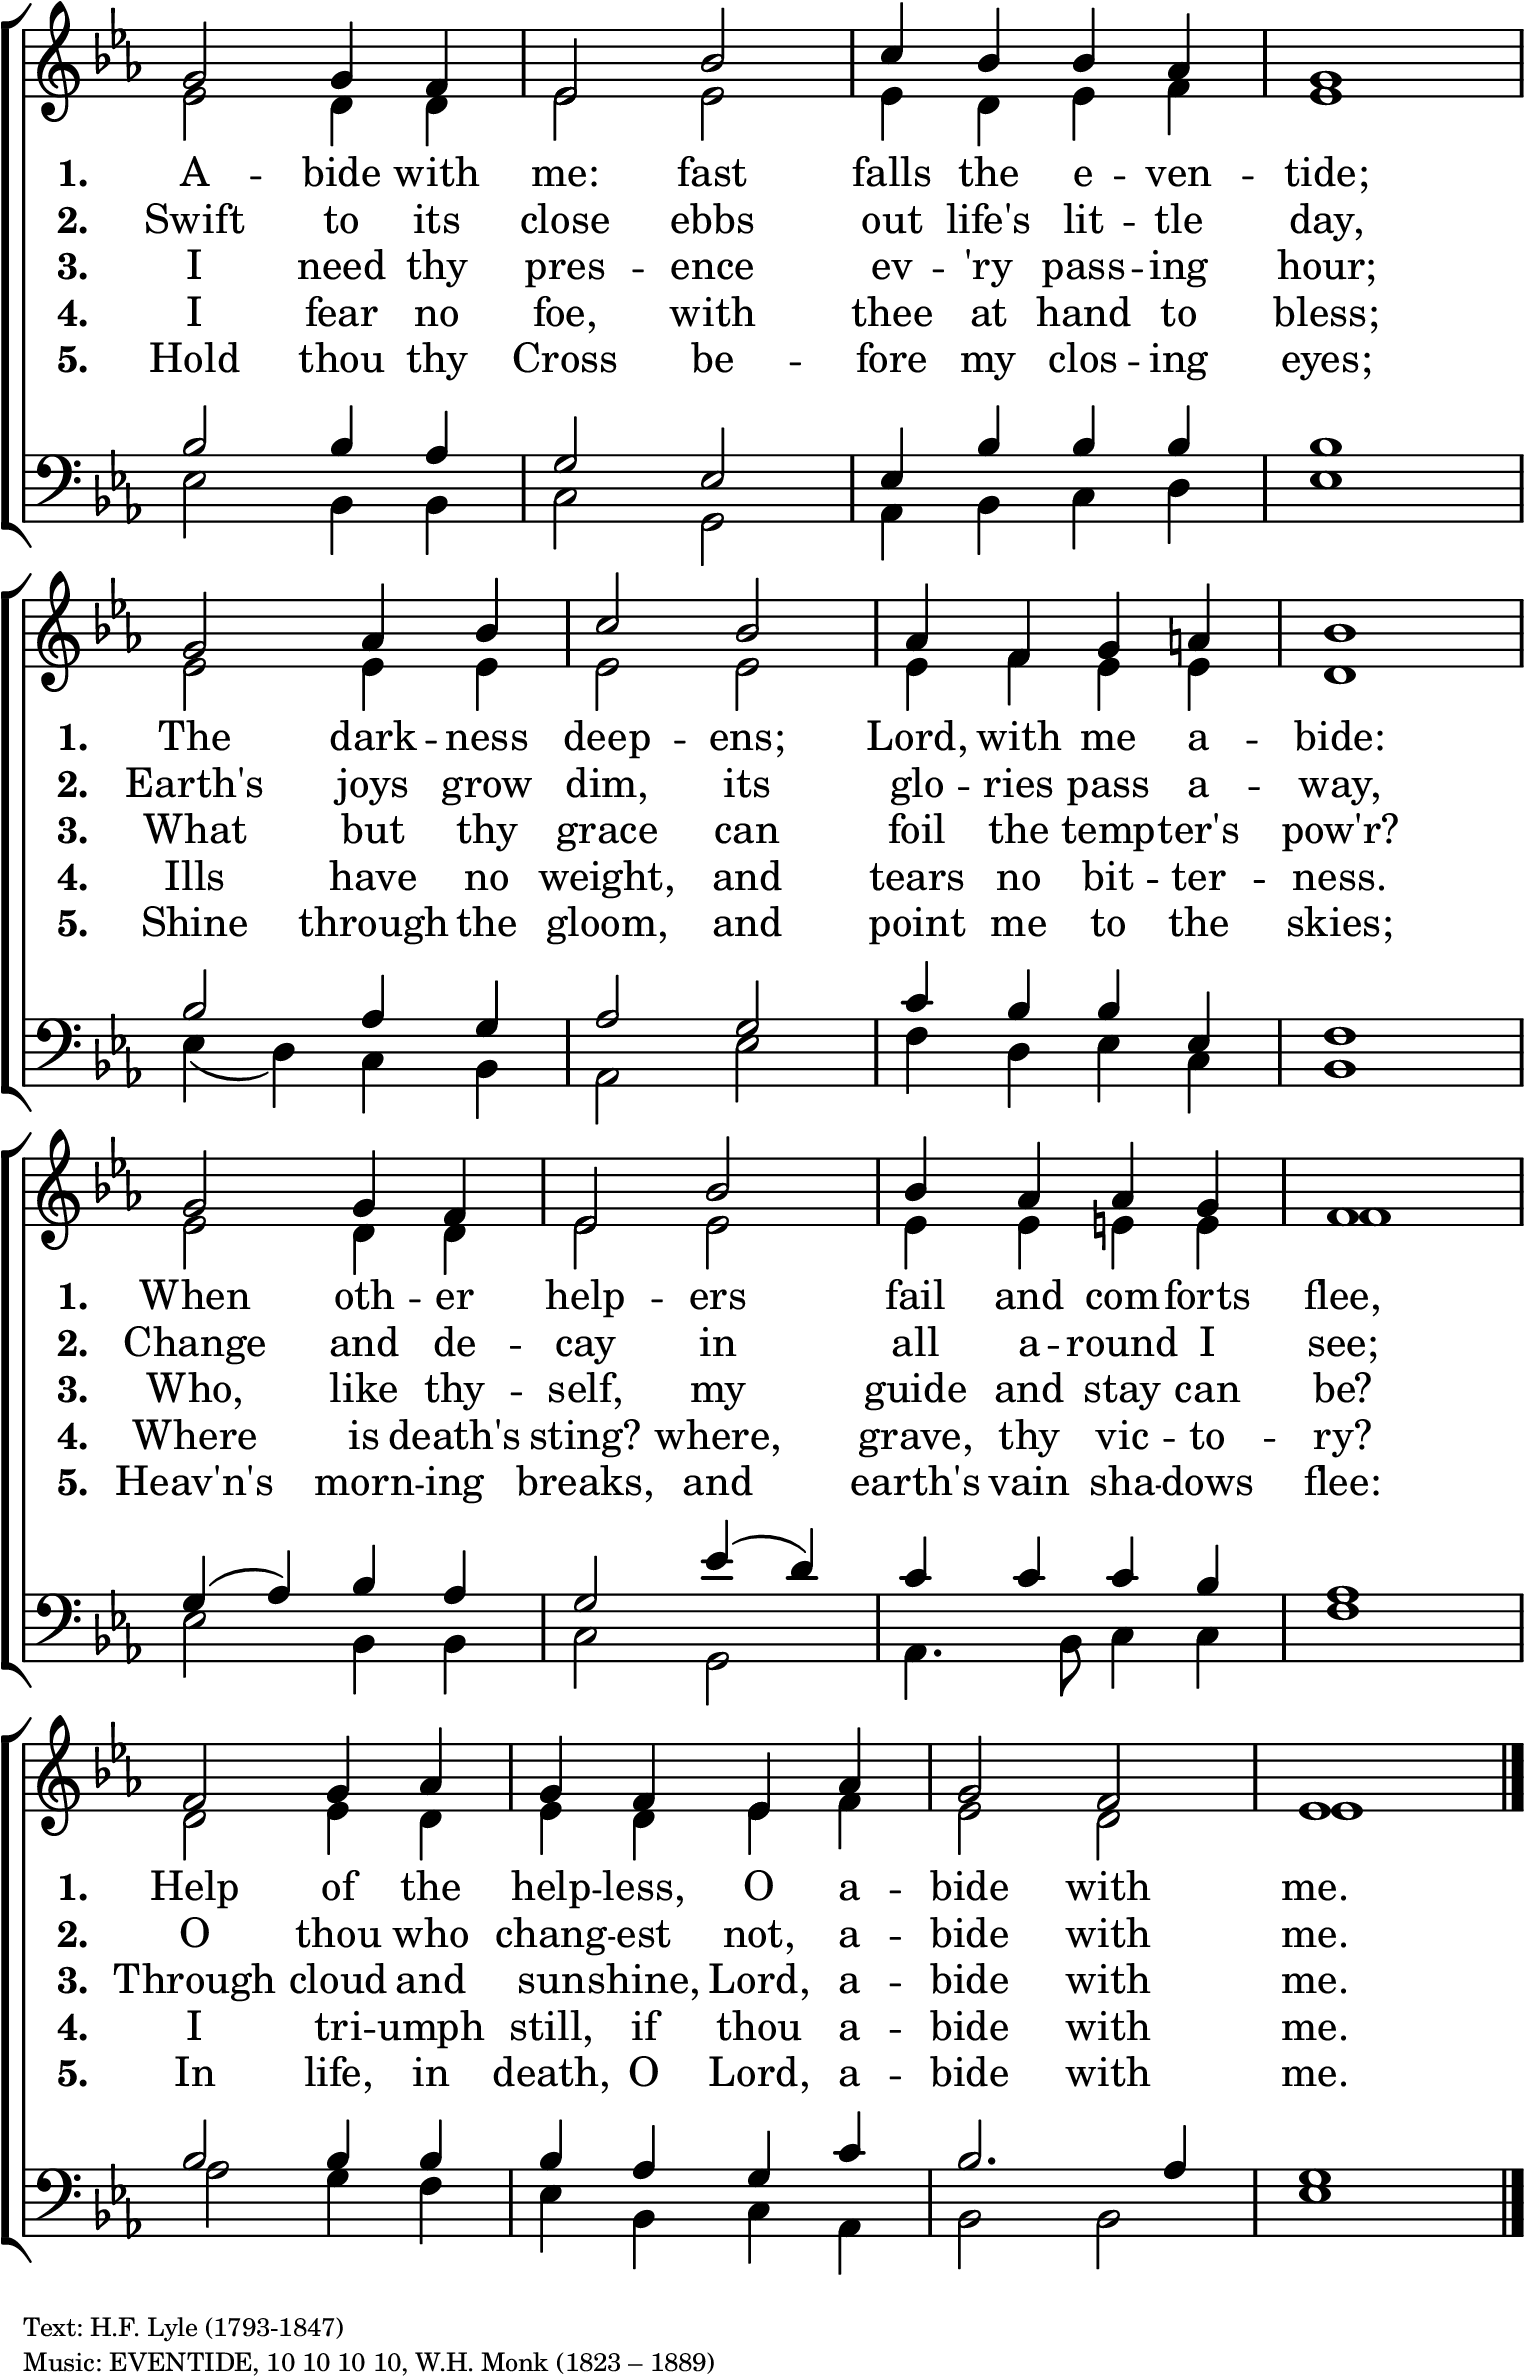 1. A -- bide with me: fast falls the e -- ven -- tide;
2. Swift to its close ebbs out life's lit -- tle day,
3. I need thy pres -- ence ev -- 'ry pass -- ing hour;
4. I fear no foe, with thee at hand to bless;
5. Hold thou thy Cross be -- fore my clos -- ing eyes;
1. The dark -- ness deep -- ens; Lord, with me a -- bide:
2. Earth's joys grow dim, its glo -- ries pass a -- way,
3. What but thy grace can foil the tempter's pow'r?
4. Ills have no weight, and tears no bit -- ter -- ness.
5. Shine through the gloom, and point me to the skies;
1. When oth -- er help -- ers fail and comforts flee,
2. Change and de -- cay in all a -- round I see;
3. Who, like thy -- self, my guide and stay can be?
4. Where is death's sting? where, grave, thy vic -- to -- ry?
5. Heav'n's morn -- ing breaks, and earth's vain sha -- dows flee:
1. Help of the help -- less, O a -- bide with me.
2. O thou who chang -- est not, a -- bide with me.
3. Through cloud and sunshine, Lord, a -- bide with me.
4. I tri -- umph still, if thou a -- bide with me.
5. In life, in death, O Lord, a -- bide with me.
Text: H.F. Lyle (1793-1847)
Music: EVENTIDE, 10 10 10 10, W.H. Monk (1823 – 1889)